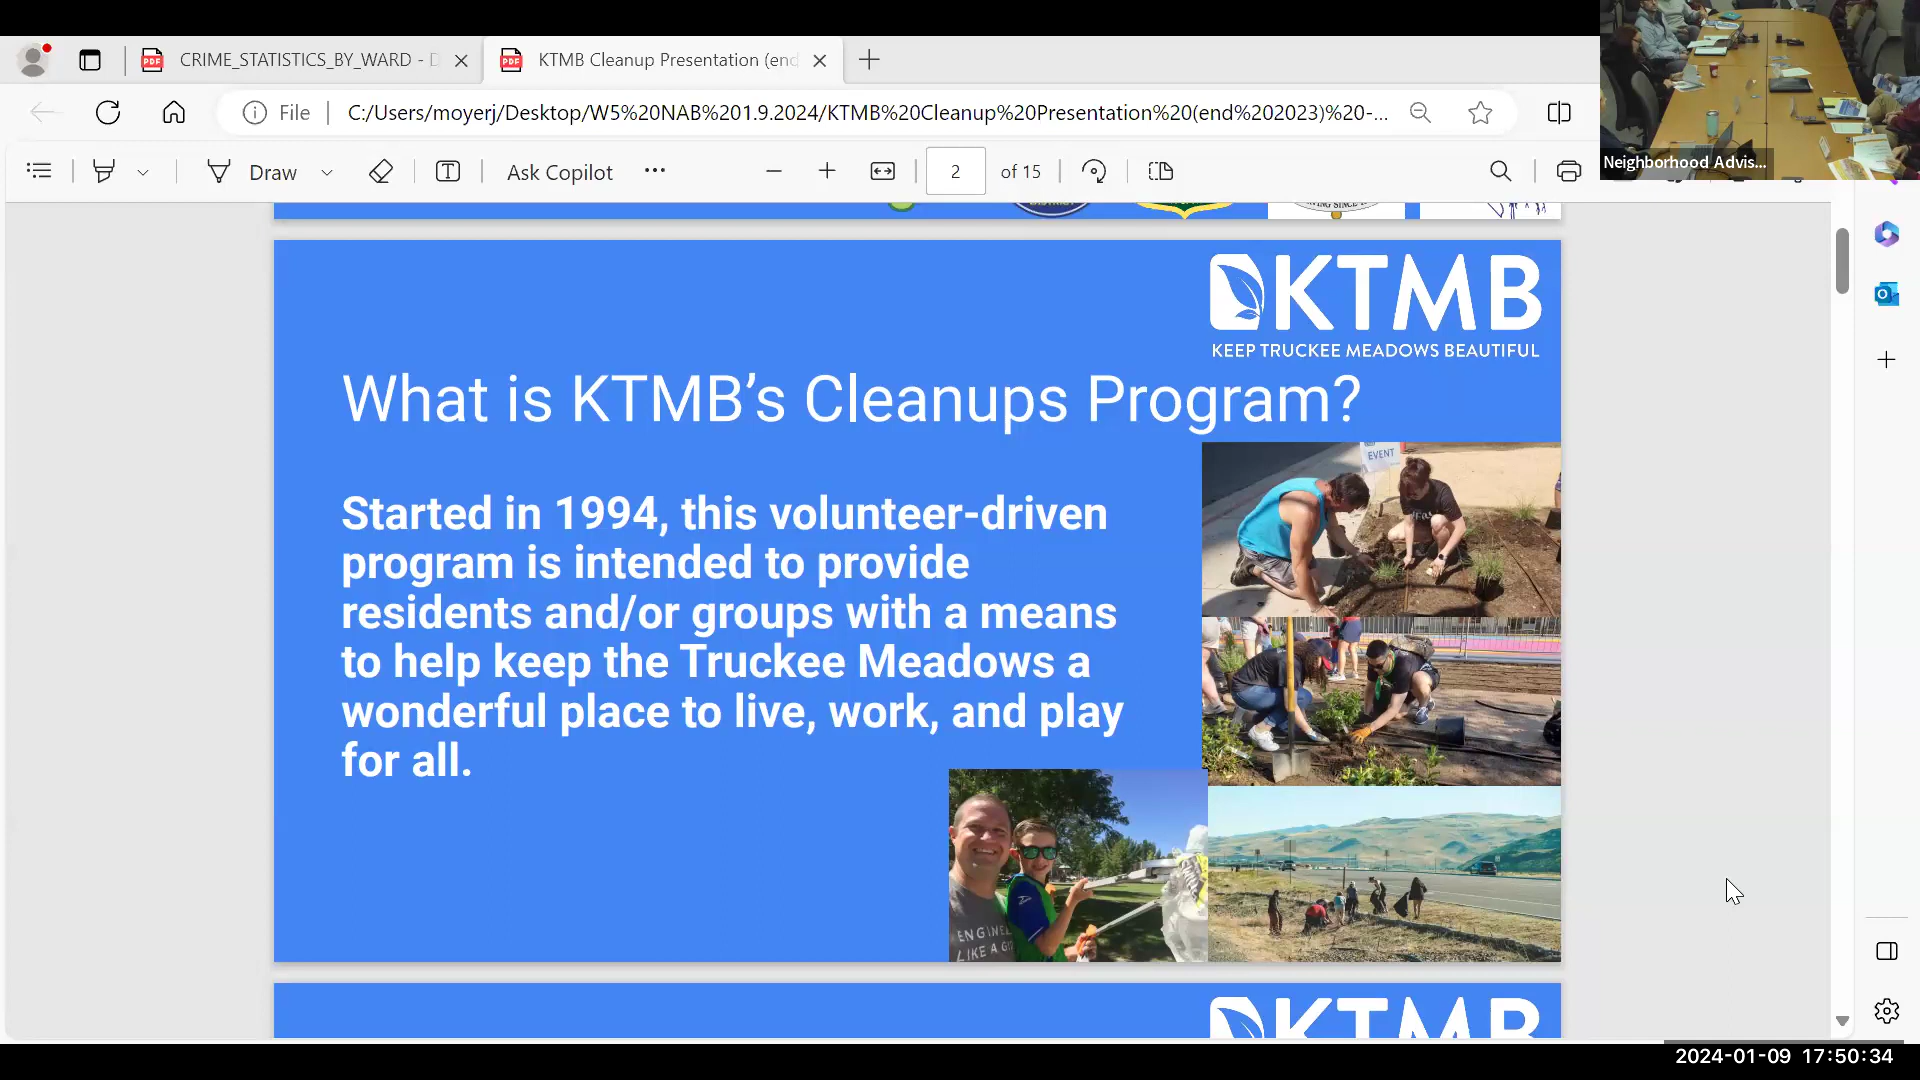 CRIME_STATISTICS_BY_WARD - D
KTMB Cleanup Presentation (end
File
C:/Users/moyerj/Desktop/W5%20NAB%201.9.2024/KTMB%20Cleanup%20Presentation%20(end%202023)%20-...
Neighborhood Advis...
Draw
Ask Copilot
2
of 15
KTMB
KEEP TRUCKEE MEADOWS BEAUTIFUL
What is KTMB’s Cleanups Program?
EVENT
Started in 1994, this volunteer-driven
program is intended to provide
residents and/or groups with a means
to help keep the Truckee Meadows a
wonderful place to live, work, and play
for all.
LIKE A
KTMB
2024-01-09 17:50:34